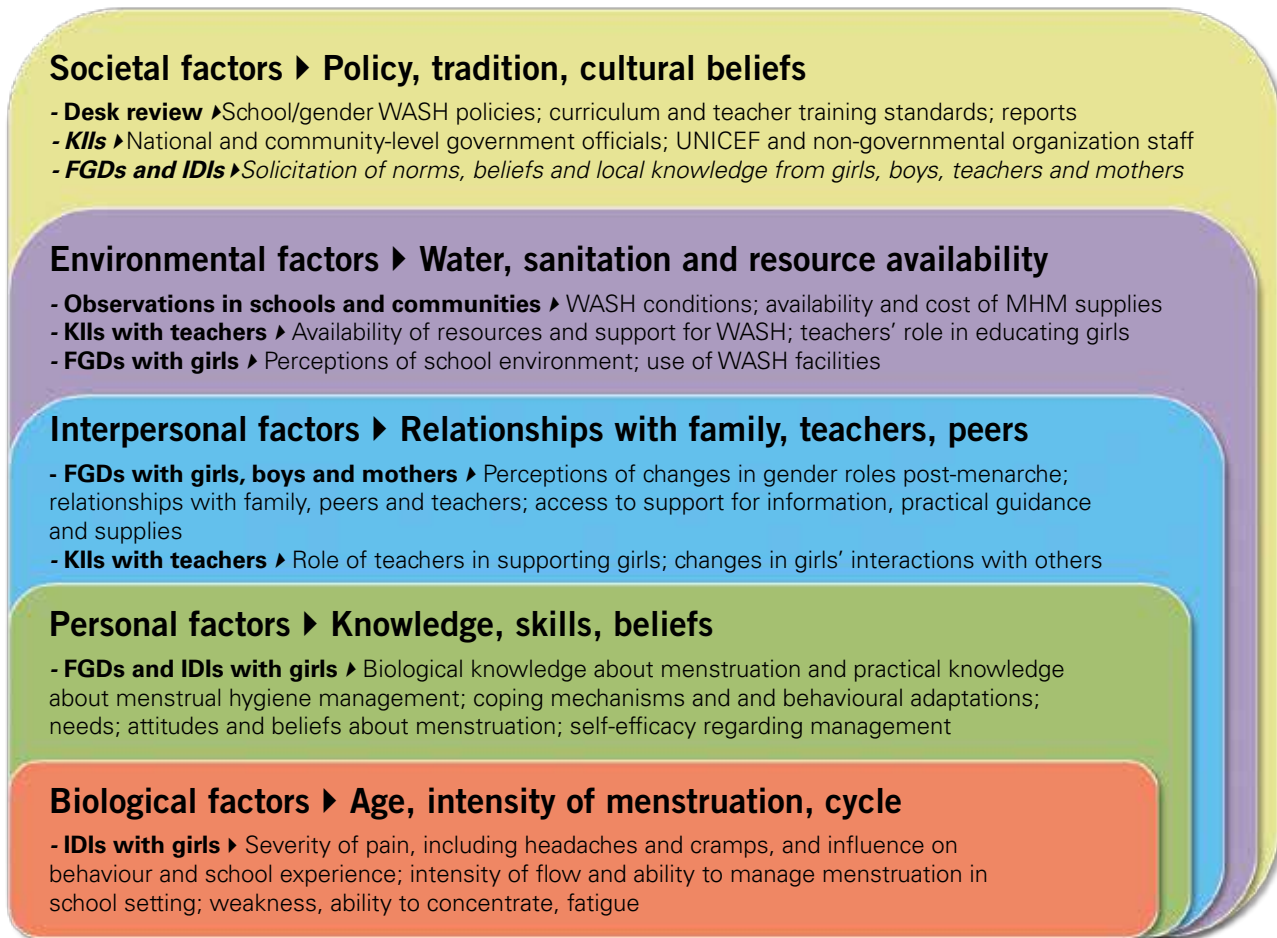 Societal factors ▸ Policy, tradition, cultural beliefs
- Desk review ▸School/gender WASH policies; curriculum and teacher training standards; reports
- KIIs ▸National and community-level government officials; UNICEF and non-governmental organization staff
- FGDs and IDIs ▸Solicitation of norms, beliefs and local knowledge from girls, boys, teachers and mothers
Environmental factors ▸ Water, sanitation and resource availability
- Observations in schools and communities ▸ WASH conditions; availability and cost of MHM supplies
- KIIs with teachers ▸ Availability of resources and support for WASH; teachers’ role in educating girls
- FGDs with girls ▸ Perceptions of school environment; use of WASH facilities
Interpersonal factors ▸ Relationships with family, teachers, peers
- FGDs with girls, boys and mothers ▸ Perceptions of changes in gender roles post-menarche;
relationships with family, peers and teachers; access to support for information, practical guidance
and supplies
- KIIs with teachers ▸ Role of teachers in supporting girls; changes in girls’ interactions with others
Personal factors ▸ Knowledge, skills, beliefs
- FGDs and IDIs with girls ▸ Biological knowledge about menstruation and practical knowledge
about menstrual hygiene management; coping mechanisms and and behavioural adaptations;
needs; attitudes and beliefs about menstruation; self-efficacy regarding management
Biological factors ▸ Age, intensity of menstruation, cycle
- IDIs with girls ▸ Severity of pain, including headaches and cramps, and influence on
behaviour and school experience; intensity of flow and ability to manage menstruation in
school setting; weakness, ability to concentrate, fatigue